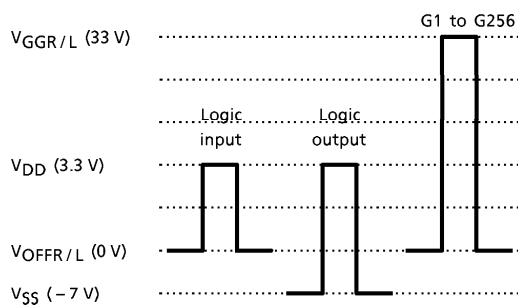 G1 to G256
VGGR/L (33 V)
Logic
input
Logic
output
VDD (3.3 V)
VOFFR/L (0 V)
VSS (−7 V)